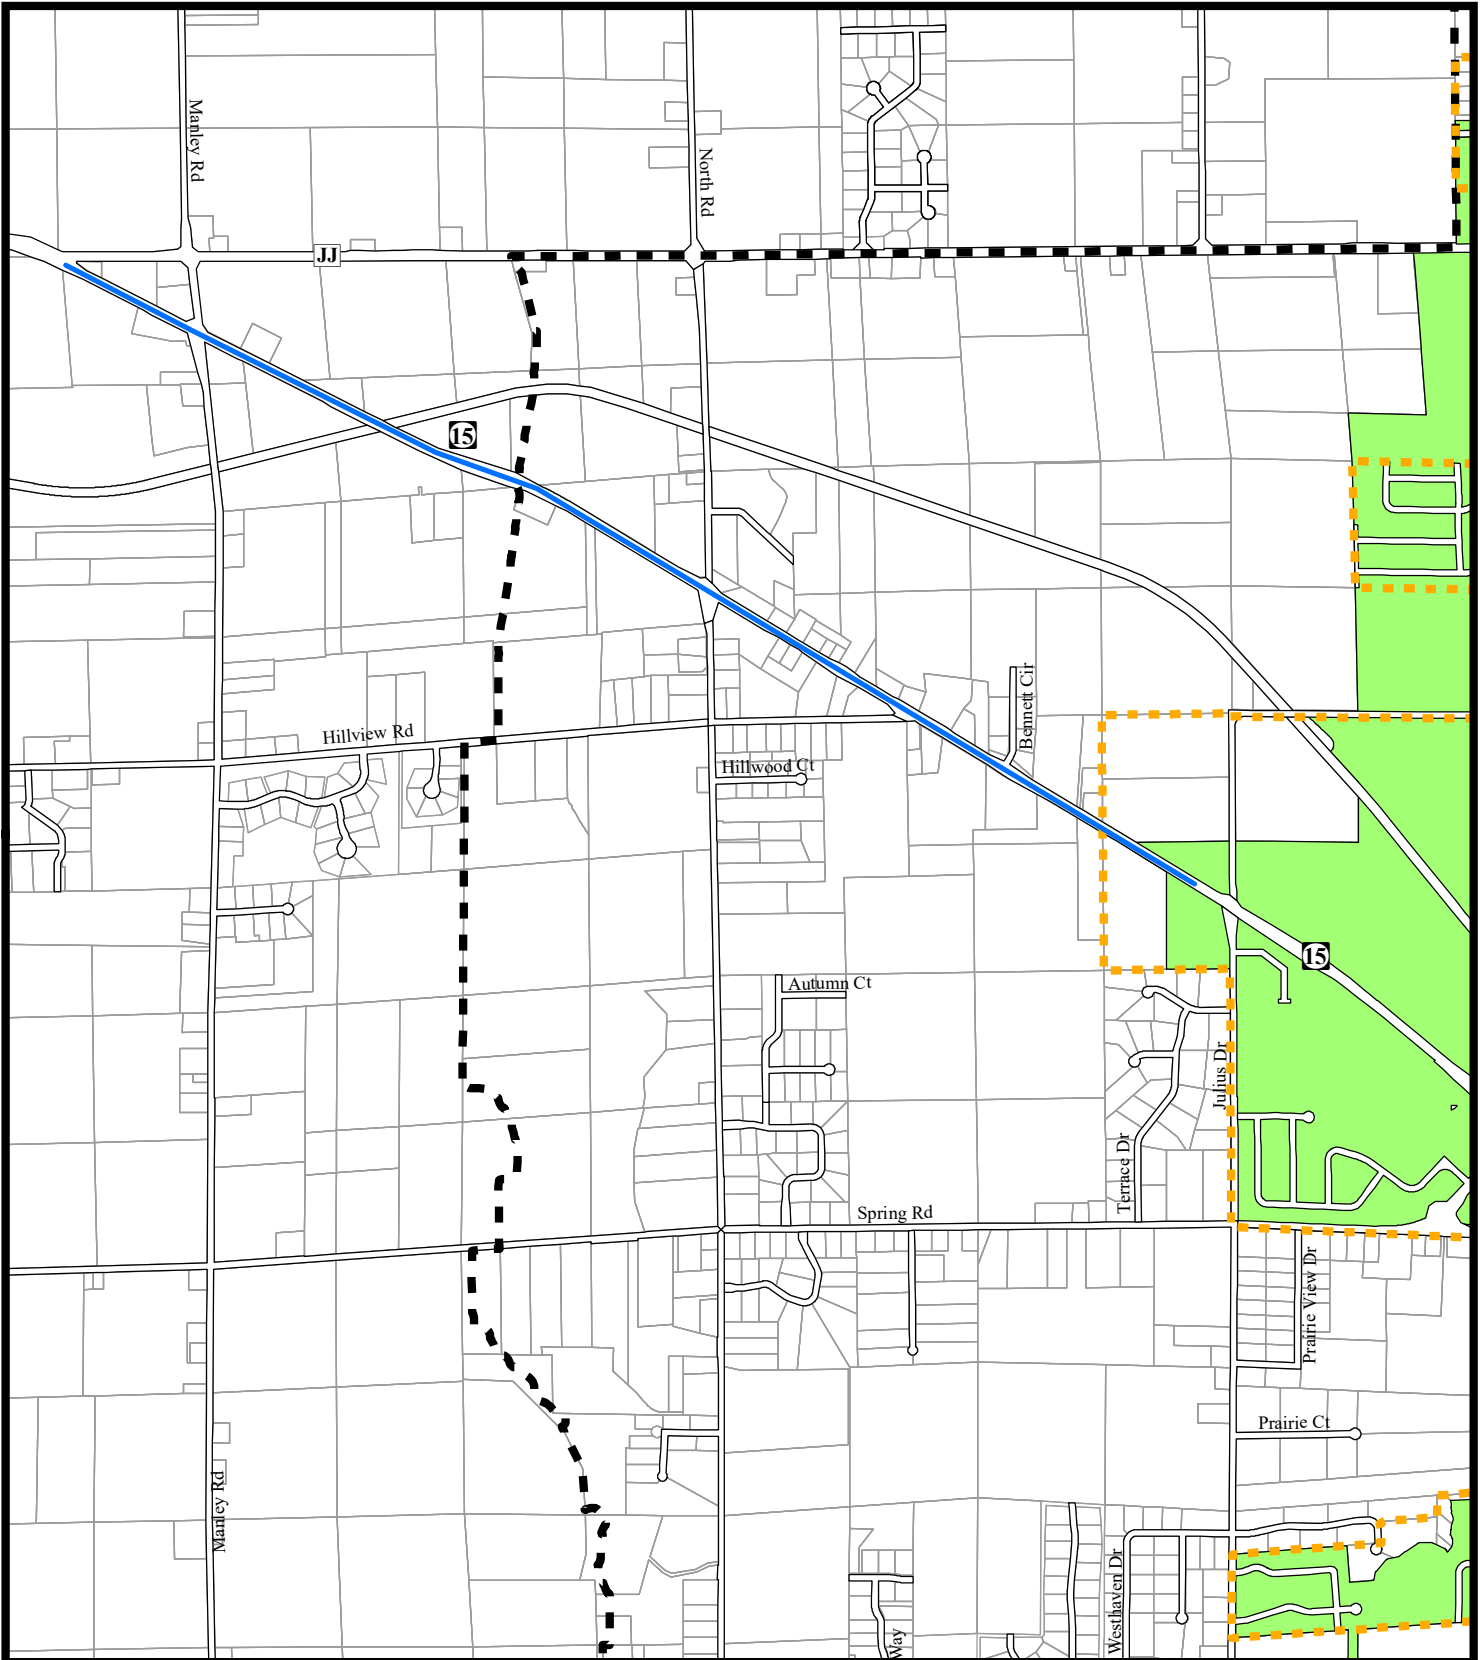 Manley Rd
North Rd
JJ
15
Bennett Cir
Hillview Rd
Hillwood Ct
15
Autumn Ct
Julius Dr
Terrace Dr
Spring Rd
Prairie View Dr
Prairie Ct
Manley Rd
Westhaven Dr
Way